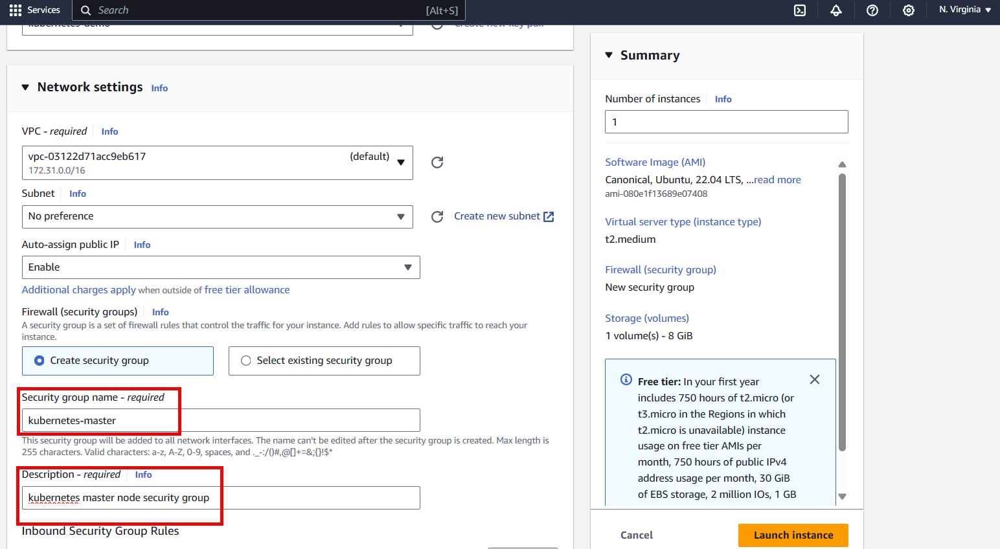 Services
Search [Alt+S]
N. Virginia
kubernetes-demo
Create new key pair
Network settings Info
VPC - required Info
vpc-03122d71acc9eb617 (default)
172.31.0.0/16
Subnet Info
No preference
Create new subnet
Auto-assign public IP Info
Enable
Additional charges apply when outside of free tier allowance
Firewall (security groups) Info
A security group is a set of firewall rules that control the traffic for your instance. Add rules to allow specific traffic to reach your
instance.
Create security group
Select existing security group
Security group name - required
kubernetes-master
This security group will be added to all network interfaces. The name can't be edited after the security group is created. Max length is
255 characters. Valid characters: a-z, A-Z, 0-9, spaces, and ._-:/()#,@[]+=&;{}!$*
Description - required Info
kubernetes master node security group
Inbound Security Group Rules
Summary
Number of instances Info
1
Software Image (AMI)
Canonical, Ubuntu, 22.04 LTS, ...read more
ami-080e1f13689e07408
Virtual server type (instance type)
t2.medium
Firewall (security group)
New security group
Storage (volumes)
1 volume(s) - 8 GiB
Free tier: In your first year
includes 750 hours of t2.micro (or
t3.micro in the Regions in which
t2.micro is unavailable) instance
usage on free tier AMIs per
month, 750 hours of public IPv4
address usage per month, 30 GiB
of EBS storage, 2 million IOs, 1 GB
Cancel
Launch instance